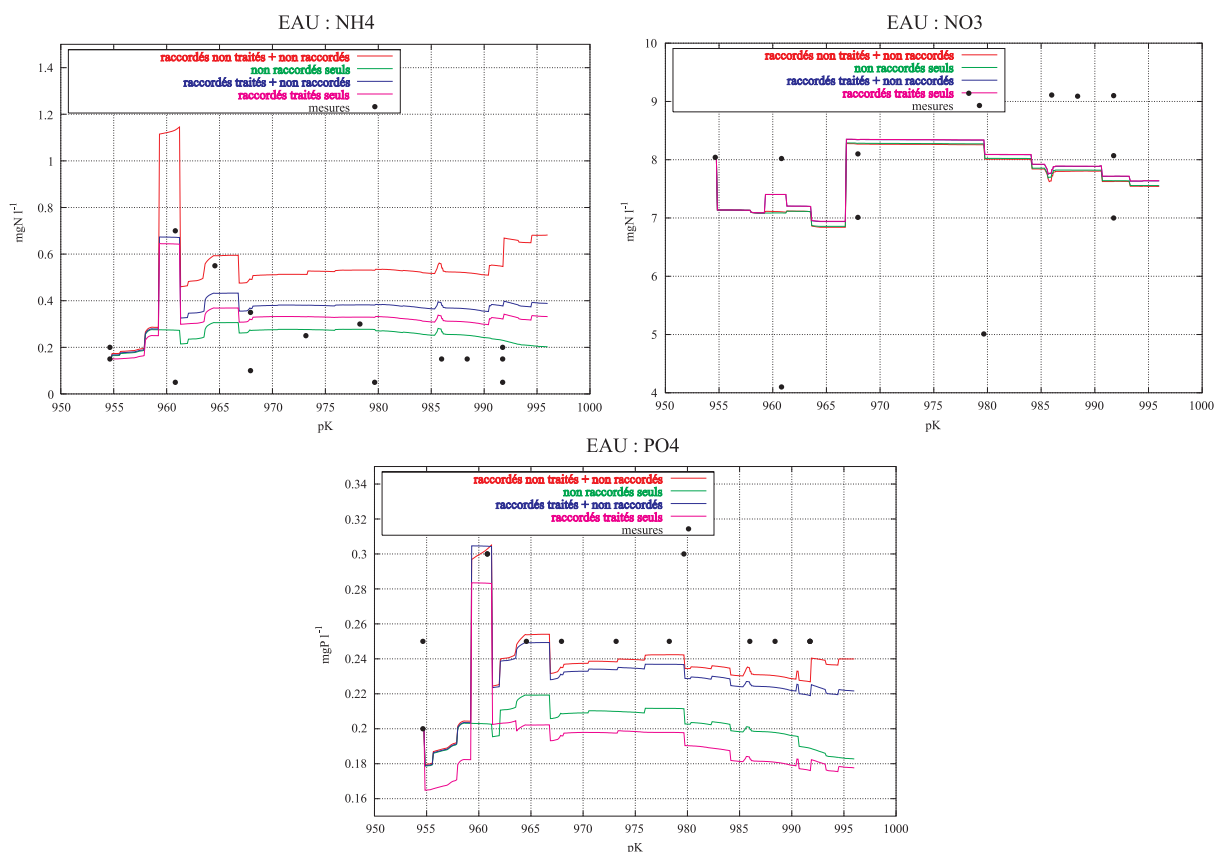 EAU : NH4
raccordés non traités + non raccordés
non raccordés seuls
raccordés traités + non raccordés
raccordés traités seuls
mesures
1.4
1.2
1
0.8
0.6
0.4
0.2
0
mgN l-1
950 955 960 965 970 975 980 985 990 995 1000
pK
EAU : NO3
raccordés non traités + non raccordés
non raccordés seuls
raccordés traités + non raccordés
raccordés traités seuls
mesures
10
9
8
7
6
5
4
mgN l-1
950 955 960 965 970 975 980 985 990 995 1000
pK
EAU : PO4
raccordés non traités + non raccordés
non raccordés seuls
raccordés traités + non raccordés
raccordés traités seuls
mesures
0.34
0.32
0.3
0.28
0.26
0.24
0.22
0.2
0.18
0.16
mgP l-1
950 955 960 965 970 975 980 985 990 995 1000
pK